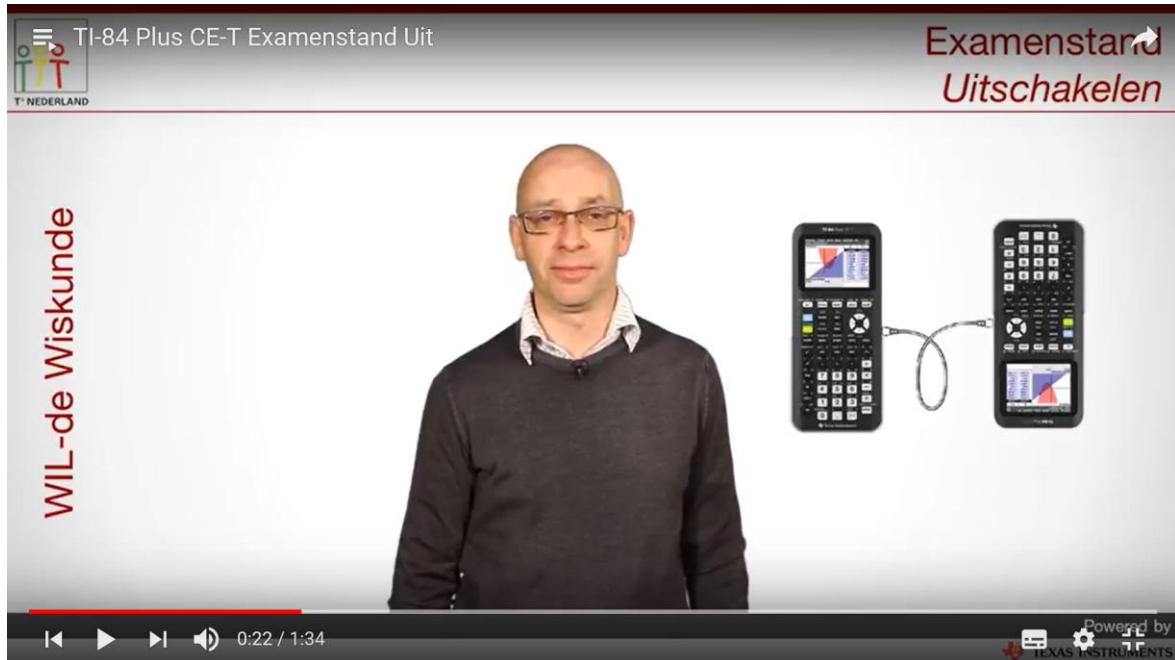 TI-84 Plus CE-T Examenstand Uit
T³ NEDERLAND
Examenstand
Uitschakelen
WIL-de Wiskunde
0:22 / 1:34
Powered by
TEXAS INSTRUMENTS